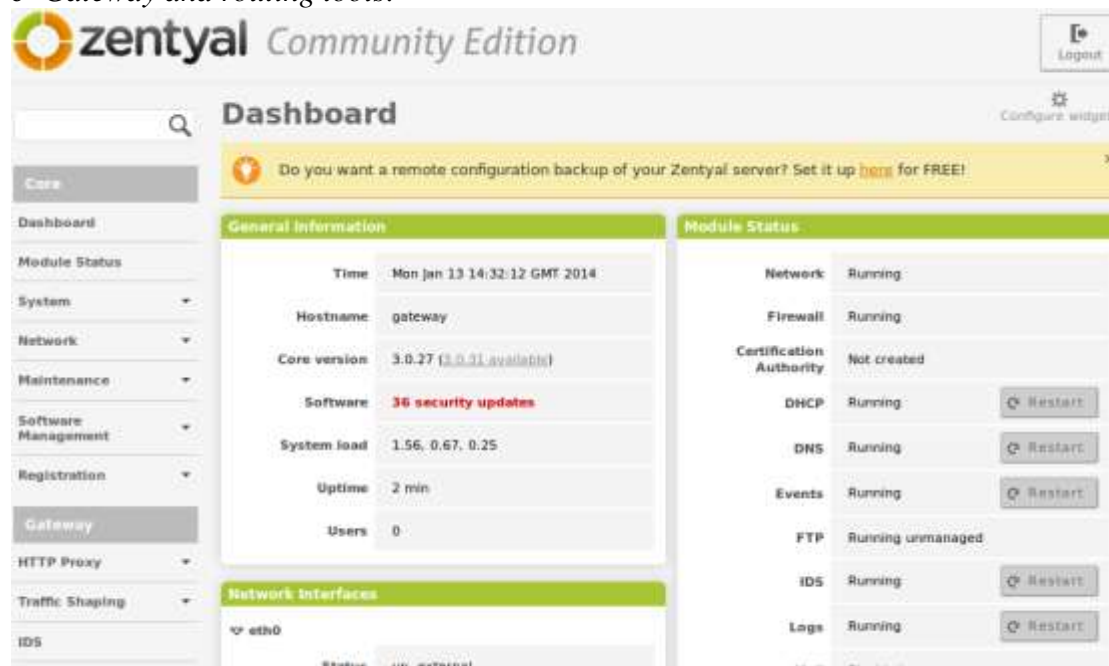 Gateway and routing tools.
zentyal Community Edition
Logout
Dashboard
Configure widgets
Do you want a remote configuration backup of your Zentyal server? Set it up here for FREE!
Core
Dashboard
Module Status
System
Network
Maintenance
Software
Management
Registration
Gateway
HTTP Proxy
Traffic Shaping
IDS
General Information
Time Mon Jan 13 14:32:12 GMT 2014
Hostname gateway
Core version 3.0.27 (3.0.31 available)
Software 36 security updates
System load 1.56, 0.67, 0.25
Uptime 2 min
Users 0
Network Interfaces
eth0
Status up, external
Module Status
Network Running
Firewall Running
Certification
Authority Not created
DHCP Running Restart
DNS Running Restart
Events Running Restart
FTP Running unmanaged
IDS Running Restart
Logs Running Restart